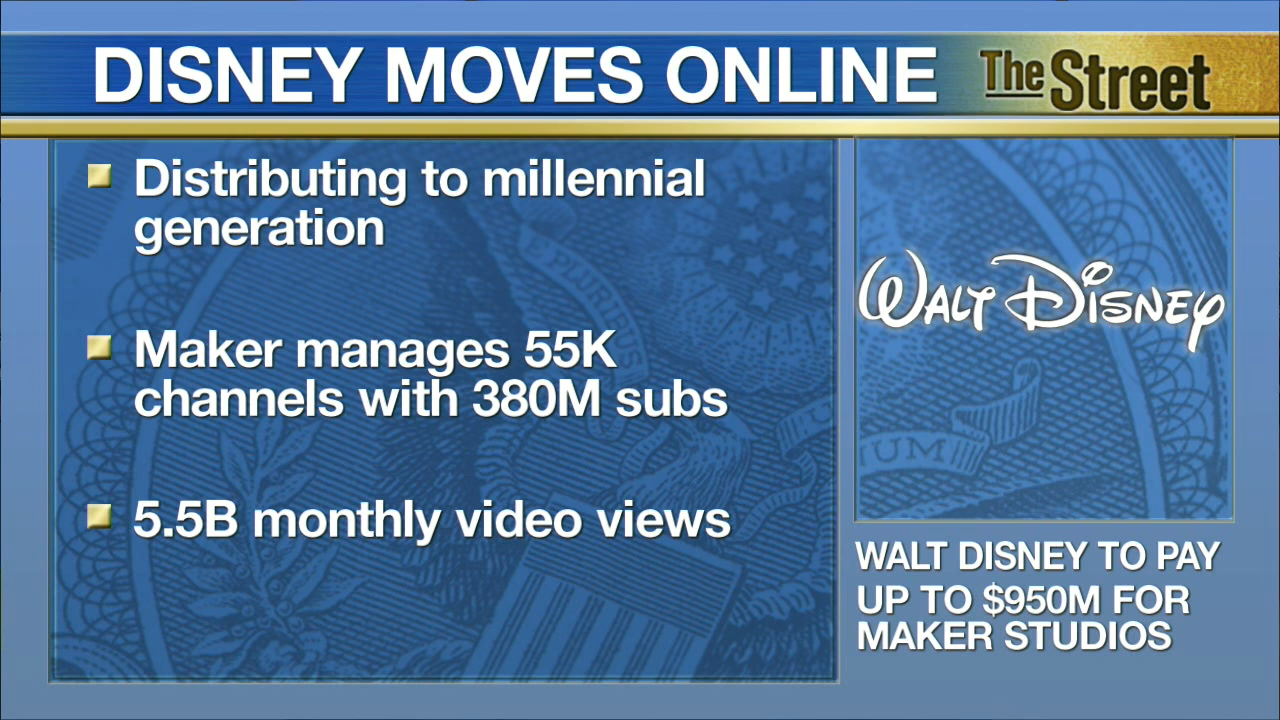 DISNEY MOVES ONLINE
The Street
Distributing to millennial
generation
Maker manages 55K
channels with 380M subs
5.5B monthly video views
WALT DISNEY
WALT DISNEY TO PAY
UP TO $950M FOR
MAKER STUDIOS